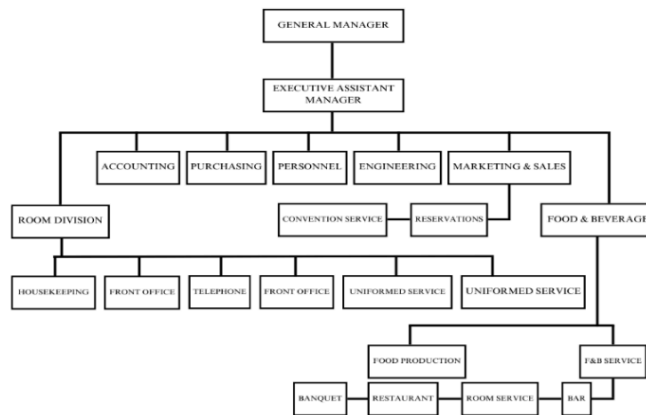 GENERAL MANAGER
EXECUTIVE ASSISTANT
MANAGER
ACCOUNTING
PURCHASING
PERSONNEL
ENGINEERING
MARKETING & SALES
ROOM DIVISION
CONVENTION SERVICE
RESERVATIONS
FOOD & BEVERAGE
HOUSEKEEPING
FRONT OFFICE
TELEPHONE
FRONT OFFICE
UNIFORMED SERVICE
UNIFORMED SERVICE
FOOD PRODUCTION
F&B SERVICE
BANQUET
RESTAURANT
ROOM SERVICE
BAR